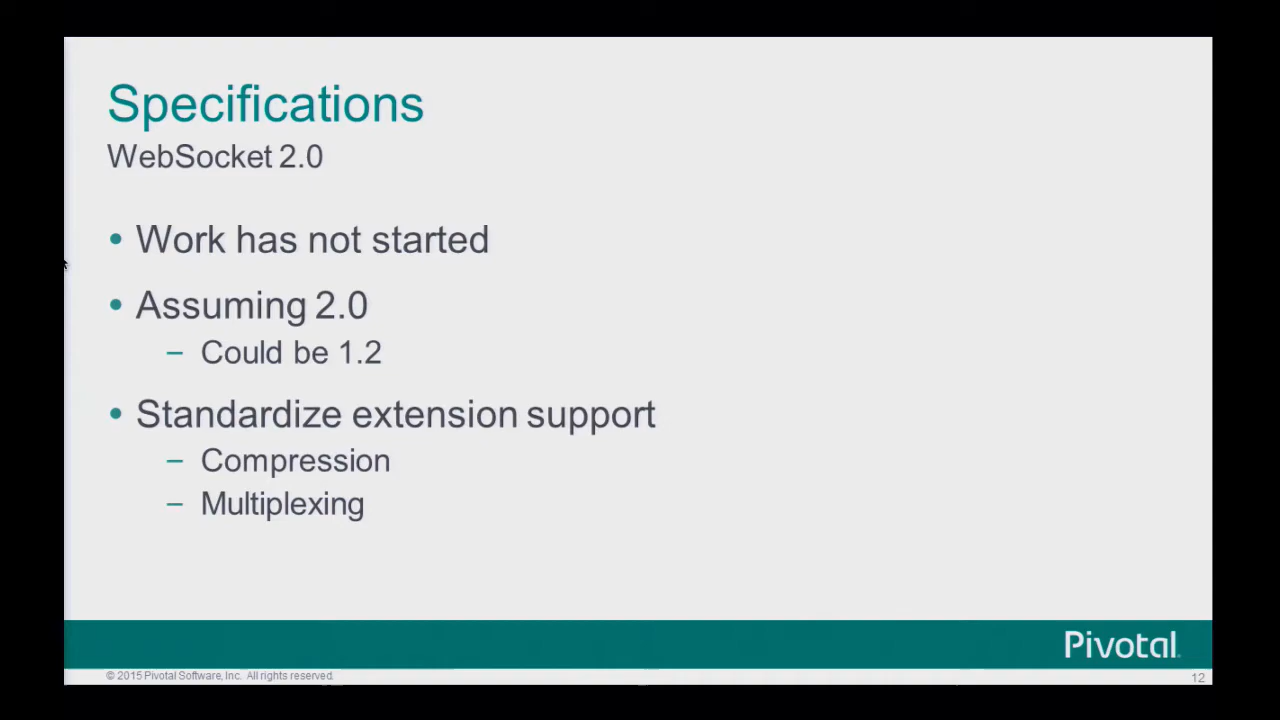 Specifications
WebSocket 2.0
• Work has not started
• Assuming 2.0
– Could be 1.2
• Standardize extension support
– Compression
– Multiplexing
Pivotal
© 2015 Pivotal Software, Inc. All rights reserved.
12